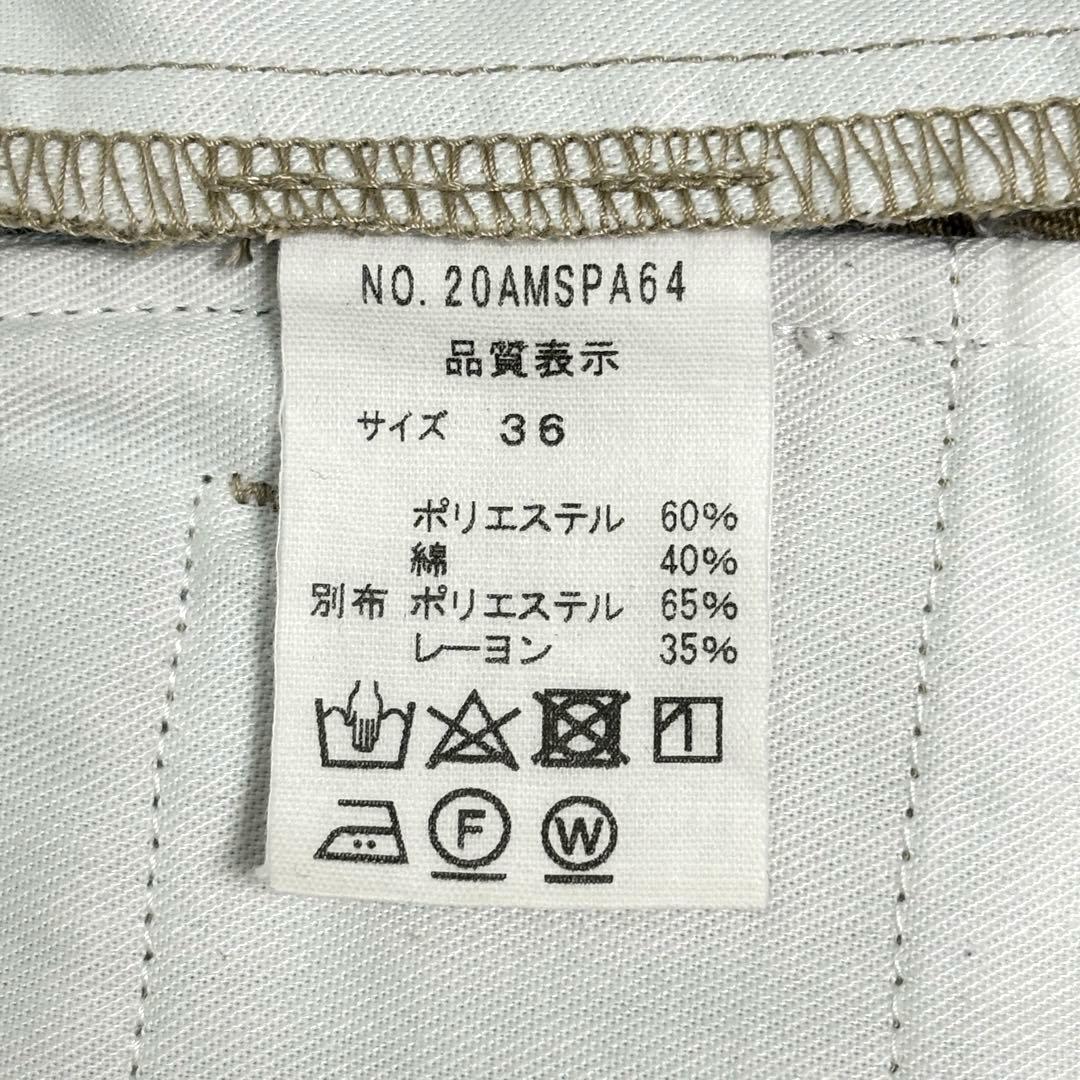 NO. 20AMSPA64
品質表示
サイズ 36
ポリエステル 60%
綿 40%
別布 ポリエステル 65%
レーヨン 35%
F W